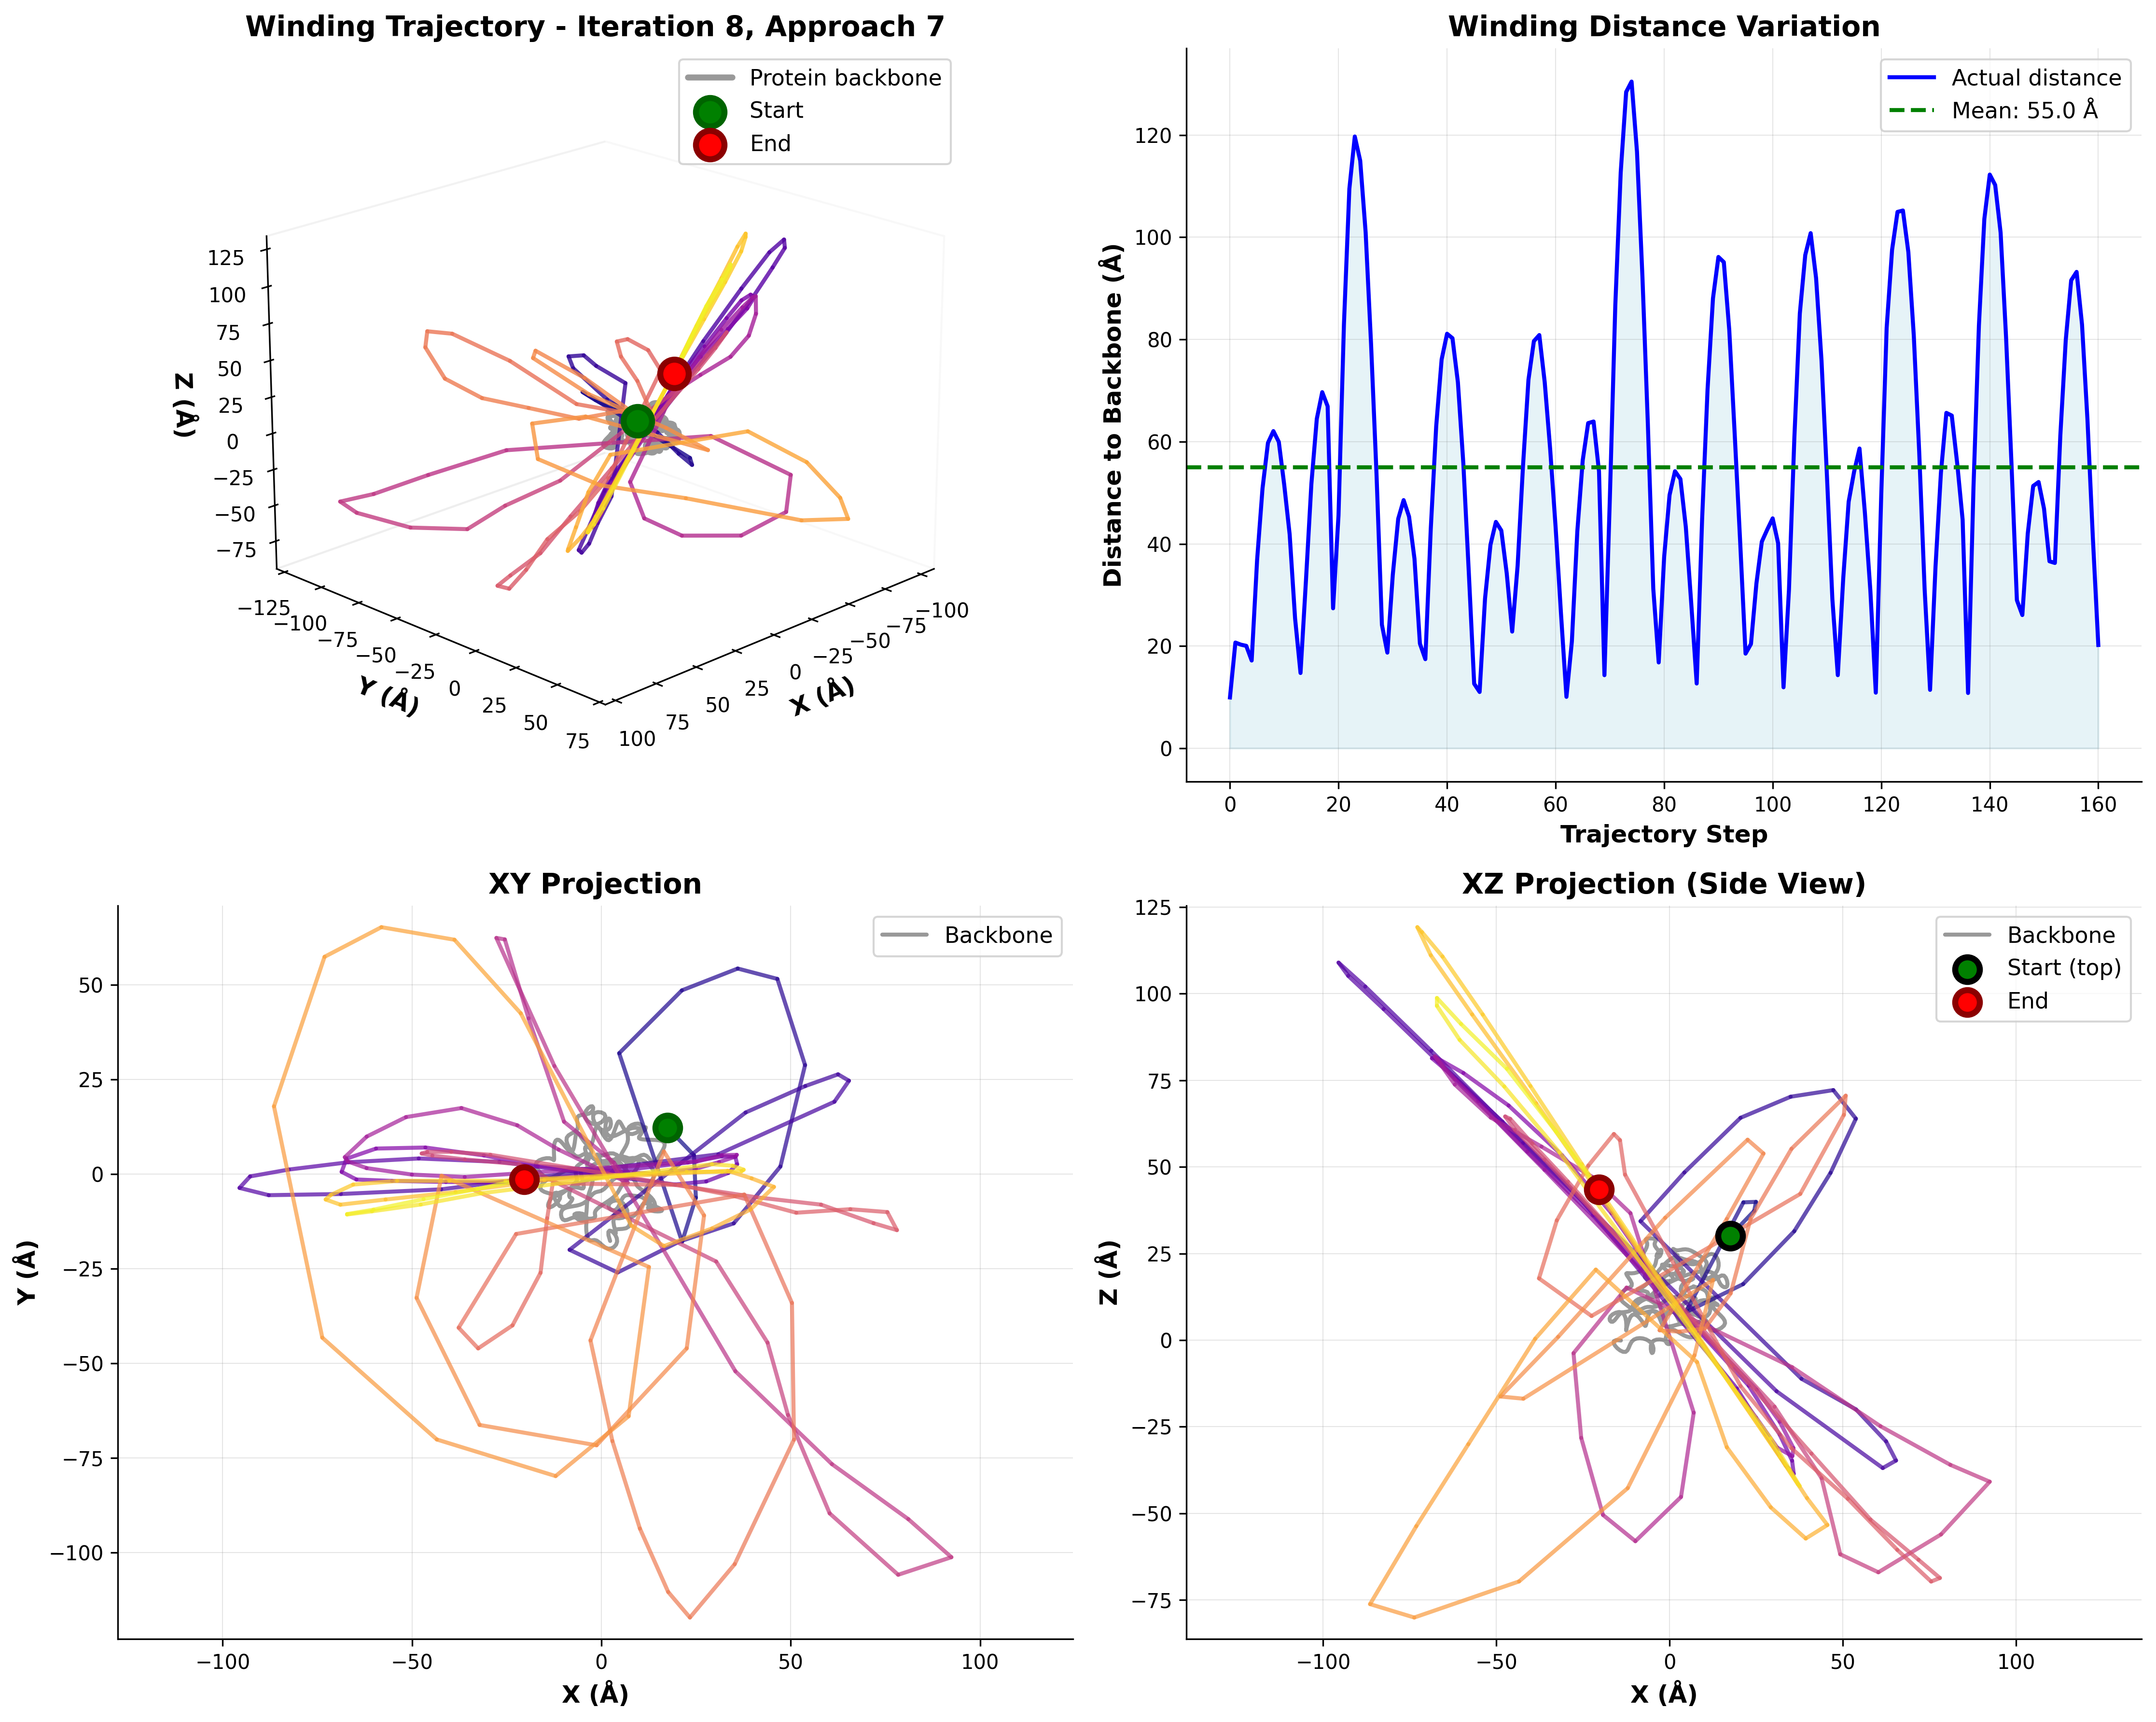 Winding Trajectory - Iteration 8, Approach 7
Protein backbone
Start
End
125
100
75
50
25
0
−25
−50
−75
Z (Å)
−125
−100
−75
−50
−25
0
25
50
75
Y (Å)
100
75
50
25
0
−25
−50
−75
−100
X (Å)
Winding Distance Variation
Actual distance
Mean: 55.0 Å
120
100
80
60
40
20
0
Distance to Backbone (Å)
0 20 40 60 80 100 120 140 160
Trajectory Step
XY Projection
Backbone
50
25
0
−25
−50
−75
−100
Y (Å)
−100 −50 0 50 100
X (Å)
XZ Projection (Side View)
Backbone
Start (top)
End
125
100
75
50
25
0
−25
−50
−75
Z (Å)
−100 −50 0 50 100
X (Å)